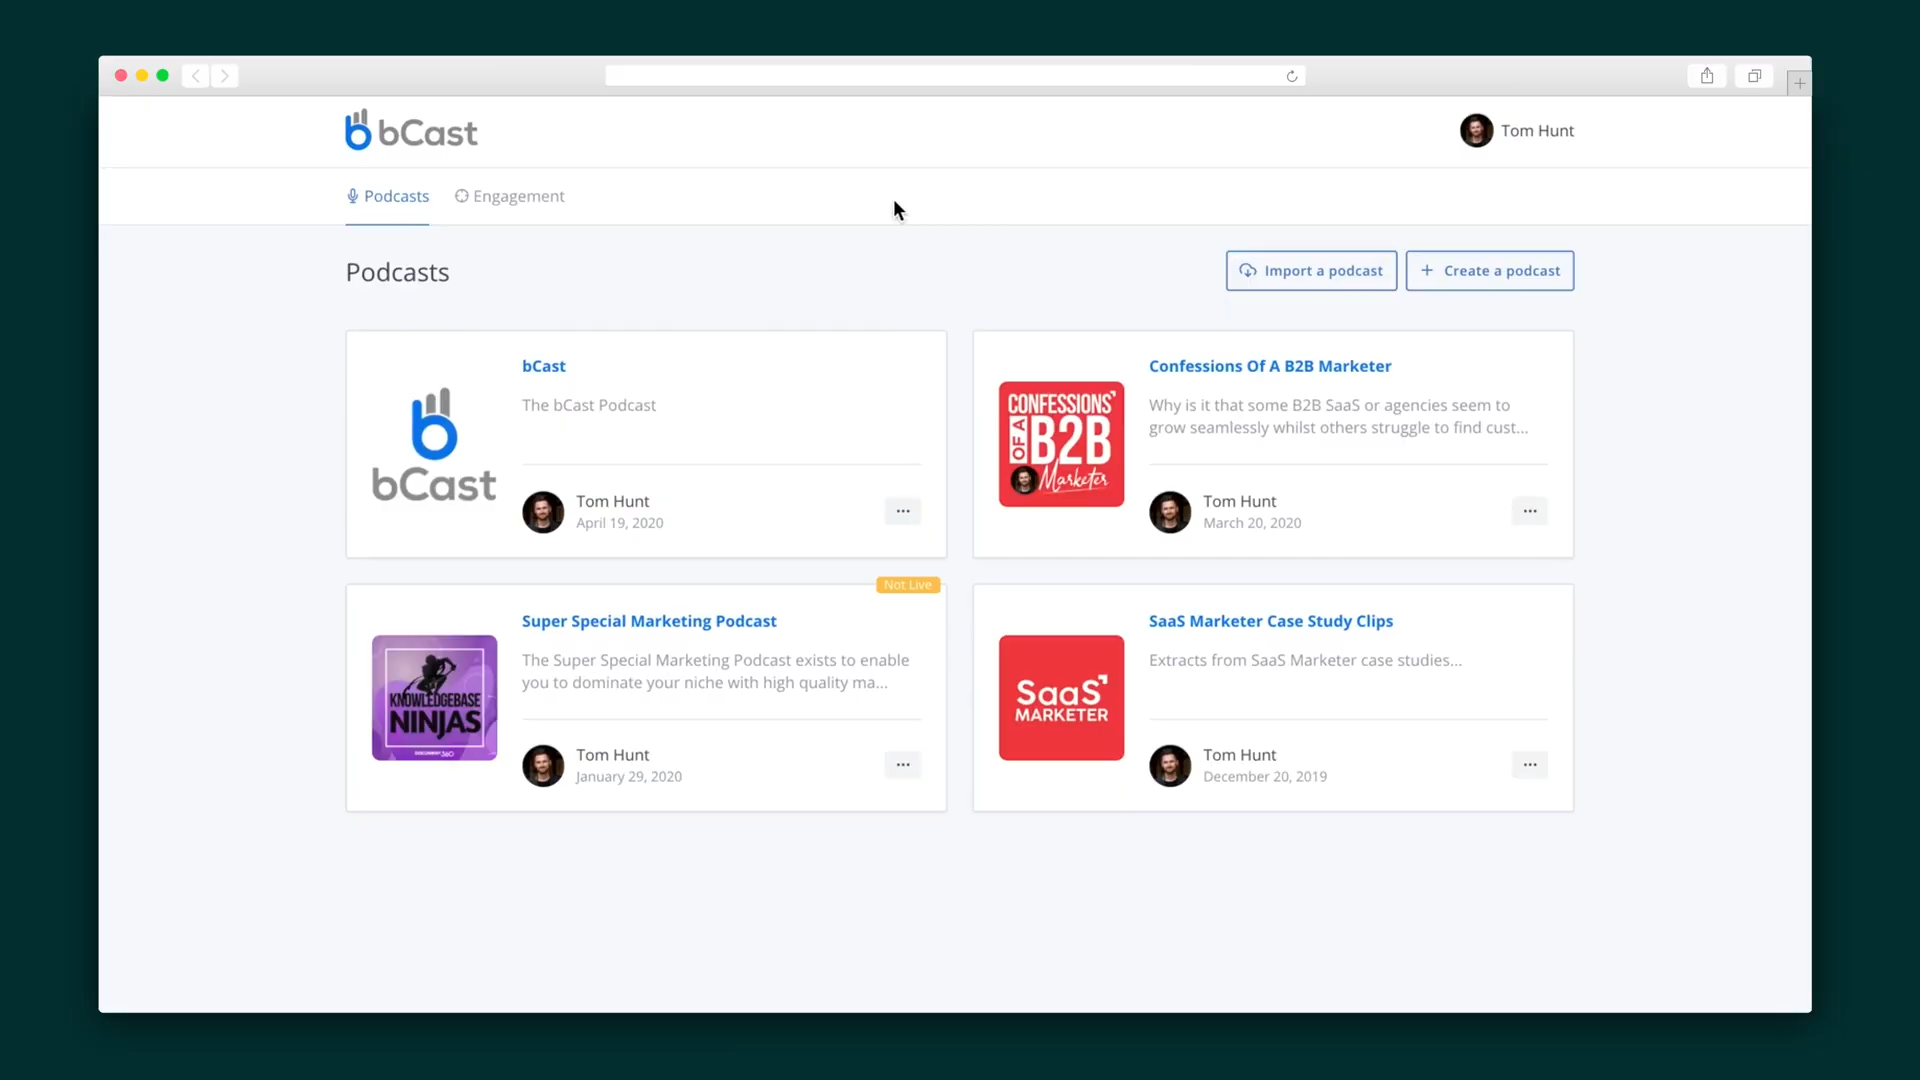 bCast
Tom Hunt
Podcasts
Engagement
Podcasts
Import a podcast
+ Create a podcast
bCast
bCast
The bCast Podcast
Tom Hunt
April 19, 2020
...
CONFESSIONS
OF A B2B
Marketer
Confessions Of A B2B Marketer
Why is it that some B2B SaaS or agencies seem to
grow seamlessly whilst others struggle to find cust...
Tom Hunt
March 20, 2020
...
Not Live
KNOWLEDGEBASE
NINJAS
Super Special Marketing Podcast
The Super Special Marketing Podcast exists to enable
you to dominate your niche with high quality ma...
Tom Hunt
January 29, 2020
...
SaaS
MARKETER
SaaS Marketer Case Study Clips
Extracts from SaaS Marketer case studies...
Tom Hunt
December 20, 2019
...